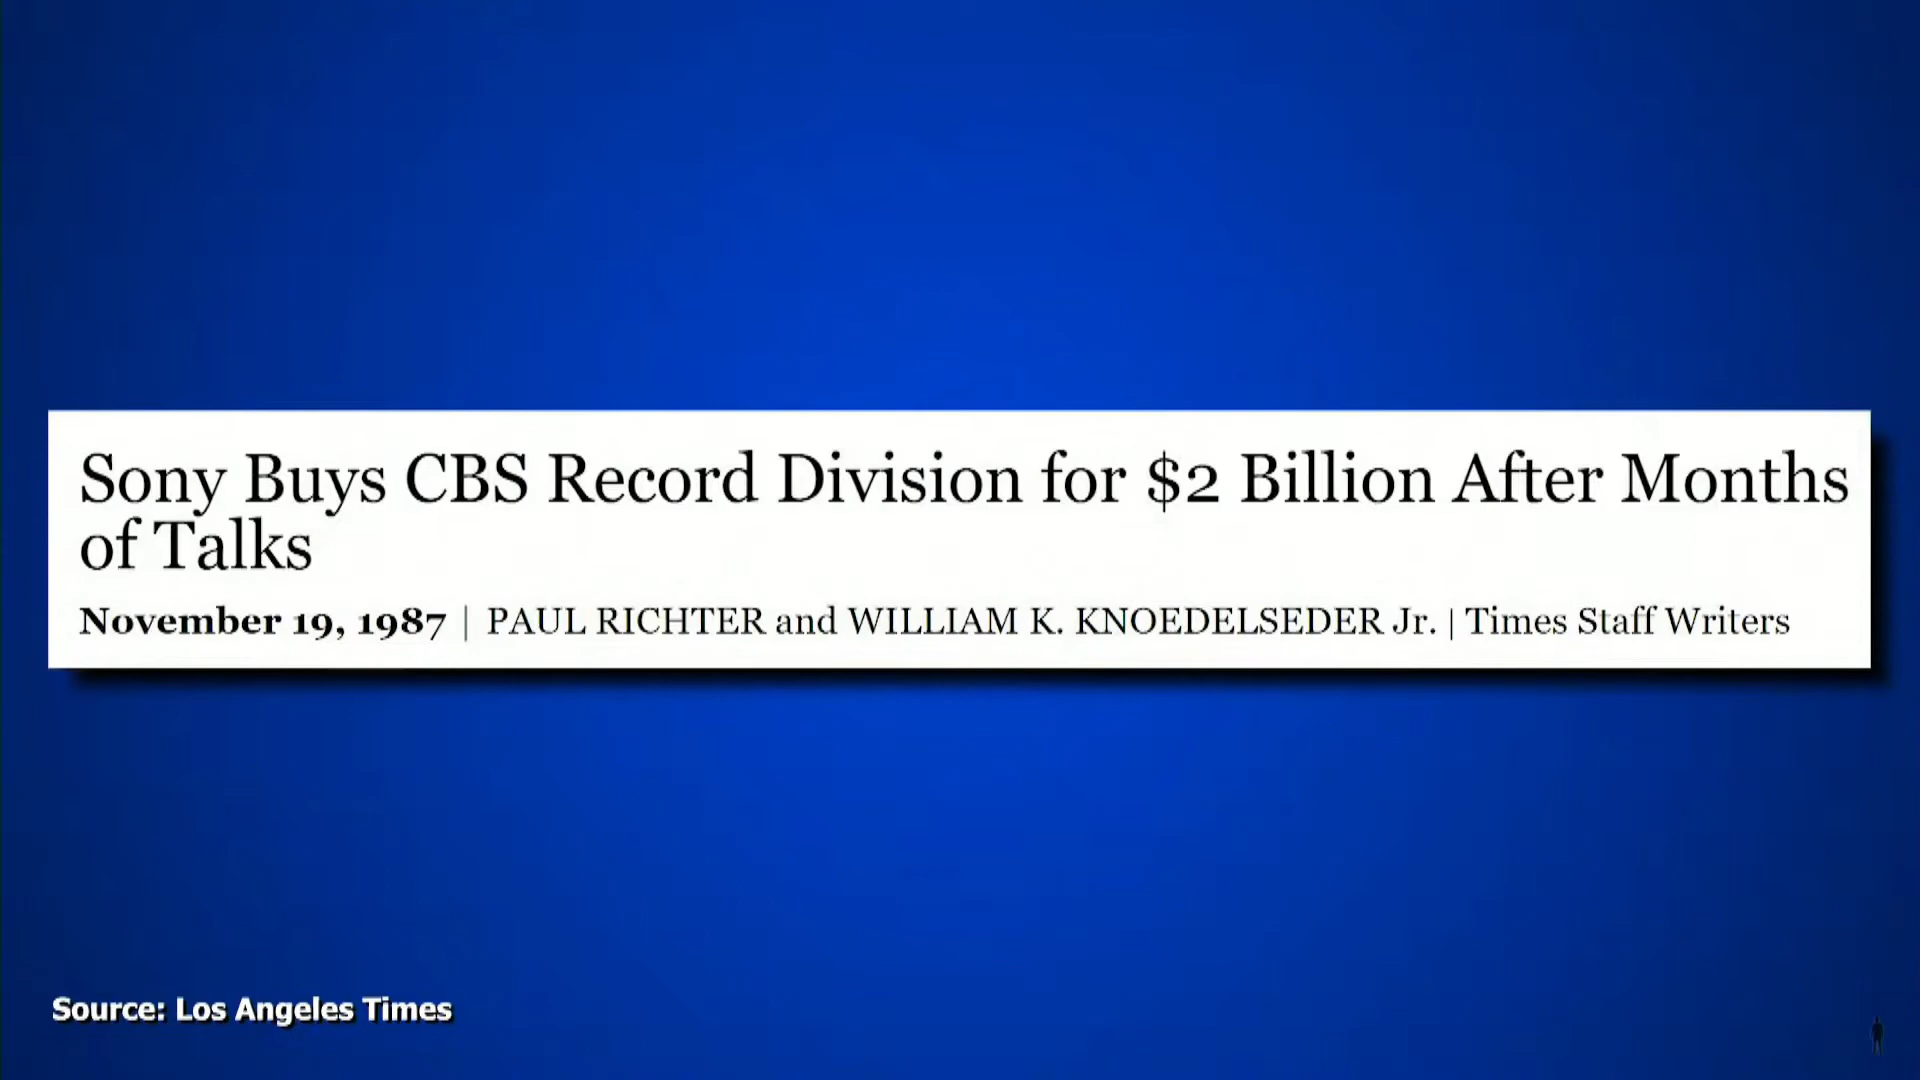 Sony Buys CBS Record Division for $2 Billion After Months
of Talks
November 19, 1987 | PAUL RICHTER and WILLIAM K. KNOEDELSEDER Jr. | Times Staff Writers
Source: Los Angeles Times